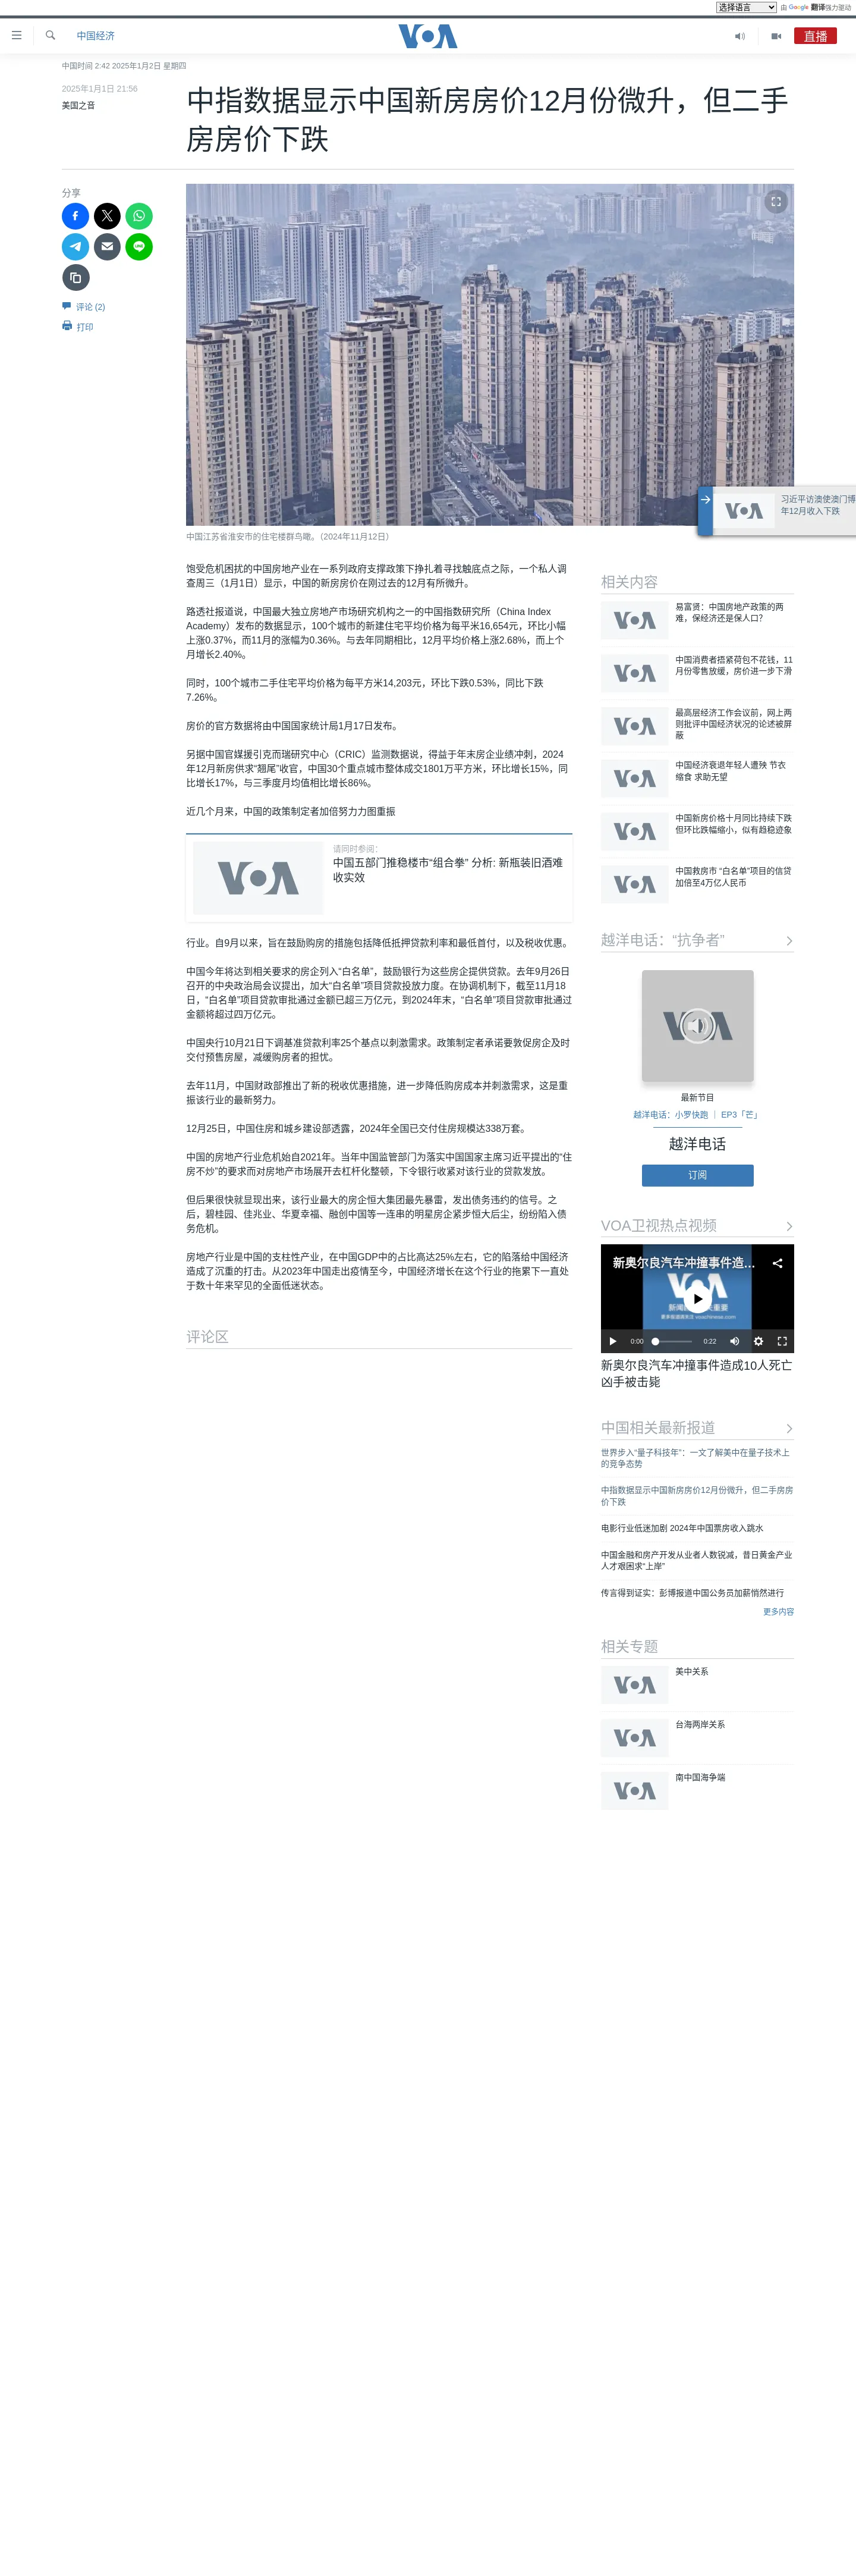 选择语言 由 Google 翻译强力驱动
中国经济
VOA
直播
中国时间 2:42 2025年1月2日 星期四
2025年1月1日 21:56
美国之音
中指数据显示中国新房房价12月份微升，但二手
房房价下跌
分享
评论 (2)
打印
习近平访澳使澳门博
年12月收入下跌
中国江苏省淮安市的住宅楼群鸟瞰。（2024年11月12日）
饱受危机困扰的中国房地产业在一系列政府支撑政策下挣扎着寻找触底点之际，一个私人调
查周三（1月1日）显示，中国的新房房价在刚过去的12月有所微升。
路透社报道说，中国最大独立房地产市场研究机构之一的中国指数研究所（China Index
Academy）发布的数据显示，100个城市的新建住宅平均价格为每平米16,654元，环比小幅
上涨0.37%，而11月的涨幅为0.36%。与去年同期相比，12月平均价格上涨2.68%，而上个
月增长2.40%。
同时，100个城市二手住宅平均价格为每平方米14,203元，环比下跌0.53%，同比下跌
7.26%。
房价的官方数据将由中国国家统计局1月17日发布。
另据中国官媒援引克而瑞研究中心（CRIC）监测数据说，得益于年末房企业绩冲刺，2024
年12月新房供求“翘尾”收官，中国30个重点城市整体成交1801万平方米，环比增长15%，同
比增长17%，与三季度月均值相比增长86%。
近几个月来，中国的政策制定者加倍努力力图重振
请同时参阅：
中国五部门推稳楼市“组合拳” 分析: 新瓶装旧酒难
收实效
VOA
行业。自9月以来，旨在鼓励购房的措施包括降低抵押贷款利率和最低首付，以及税收优惠。
中国今年将达到相关要求的房企列入“白名单”，鼓励银行为这些房企提供贷款。去年9月26日
召开的中央政治局会议提出，加大“白名单”项目贷款投放力度。在协调机制下，截至11月18
日，“白名单”项目贷款审批通过金额已超三万亿元，到2024年末，“白名单”项目贷款审批通过
金额将超过四万亿元。
中国央行10月21日下调基准贷款利率25个基点以刺激需求。政策制定者承诺要敦促房企及时
交付预售房屋，减缓购房者的担忧。
去年11月，中国财政部推出了新的税收优惠措施，进一步降低购房成本并刺激需求，这是重
振该行业的最新努力。
12月25日，中国住房和城乡建设部透露，2024年全国已交付住房规模达338万套。
中国的房地产行业危机始自2021年。当年中国监管部门为落实中国国家主席习近平提出的“住
房不炒”的要求而对房地产市场展开去杠杆化整顿，下令银行收紧对该行业的贷款发放。
但后果很快就显现出来，该行业最大的房企恒大集团最先暴雷，发出债务违约的信号。之
后，碧桂园、佳兆业、华夏幸福、融创中国等一连串的明星房企紧步恒大后尘，纷纷陷入债
务危机。
房地产行业是中国的支柱性产业，在中国GDP中的占比高达25%左右，它的陷落给中国经济
造成了沉重的打击。从2023年中国走出疫情至今，中国经济增长在这个行业的拖累下一直处
于数十年来罕见的全面低迷状态。
评论区
相关内容
易富贤：中国房地产政策的两
难，保经济还是保人口？
中国消费者捂紧荷包不花钱，11
月份零售放缓，房价进一步下滑
最高层经济工作会议前，网上两
则批评中国经济状况的论述被屏
蔽
中国经济衰退年轻人遭殃 节衣
缩食 求助无望
中国新房价格十月同比持续下跌
但环比跌幅缩小，似有趋稳迹象
中国救房市 “白名单”项目的信贷
加倍至4万亿人民币
越洋电话：“抗争者”
最新节目
越洋电话：小罗快跑 ｜ EP3「芒」
越洋电话
订阅
VOA卫视热点视频
新奥尔良汽车冲撞事件造…
0:00 0:22
新奥尔良汽车冲撞事件造成10人死亡
凶手被击毙
中国相关最新报道
世界步入“量子科技年”：一文了解美中在量子技术上
的竞争态势
中指数据显示中国新房房价12月份微升，但二手房房
价下跌
电影行业低迷加剧 2024年中国票房收入跳水
中国金融和房产开发从业者人数锐减，昔日黄金产业
人才艰困求“上岸”
传言得到证实：彭博报道中国公务员加薪悄然进行
更多内容
相关专题
美中关系
台海两岸关系
南中国海争端